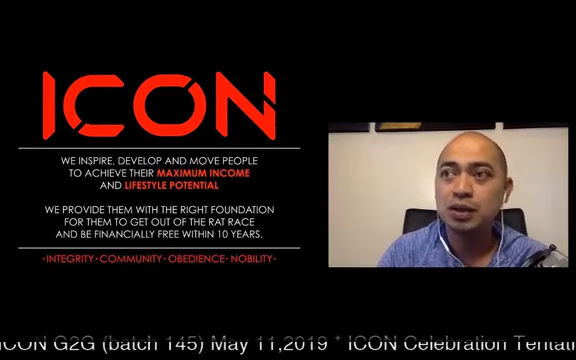 ICON
WE INSPIRE, DEVELOP AND MOVE PEOPLE
TO ACHIEVE THEIR MAXIMUM INCOME
AND LIFESTYLE POTENTIAL
WE PROVIDE THEM WITH THE RIGHT FOUNDATION
FOR THEM TO GET OUT OF THE RAT RACE
AND BE FINANCIALLY FREE WITHIN 10 YEARS.
·INTEGRITY·COMMUNITY·OBEDIENCE·NOBILITY·
ICON G2G (batch 145) May 11,2019 * ICON Celebration Tentati